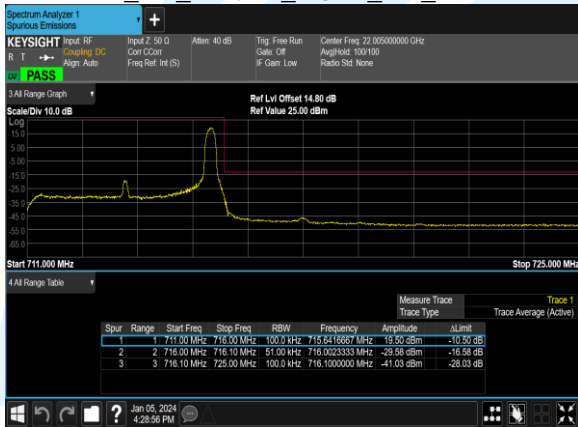 Spectrum Analyzer 1
Spurious Emissions
KEYSIGHT Input: RF Input Z: 50 Ω Atten: 40 dB Trig: Free Run Center Freq: 22.005000000 GHz
R T Coupling: DC Corr CCorr Gate: Off Avg|Hold: 100/100
Align: Auto Freq Ref: Int (S) IF Gain: Low Radio Std: None
PASS
3 All Range Graph Ref Lvl Offset 14.80 dB
Scale/Div 10.0 dB Ref Value 25.00 dBm
Log
15.0
5.00
-5.00
-15.0
-25.0
-35.0
-45.0
-55.0
-65.0
Start 711.000 MHz Stop 725.000 MHz
4 All Range Table
Measure Trace Trace 1
Trace Type Trace Average (Active)
Spur Range Start Freq Stop Freq RBW Frequency Amplitude ΔLimit
1 1 711.00 MHz 716.00 MHz 100.0 kHz 715.6416667 MHz 19.50 dBm -10.50 dB
2 2 716.00 MHz 716.10 MHz 51.00 kHz 716.0023333 MHz -29.58 dBm -16.58 dB
3 3 716.10 MHz 725.00 MHz 100.0 kHz 716.1000000 MHz -41.03 dBm -28.03 dB
? Jan 05, 2024
4:28:56 PM